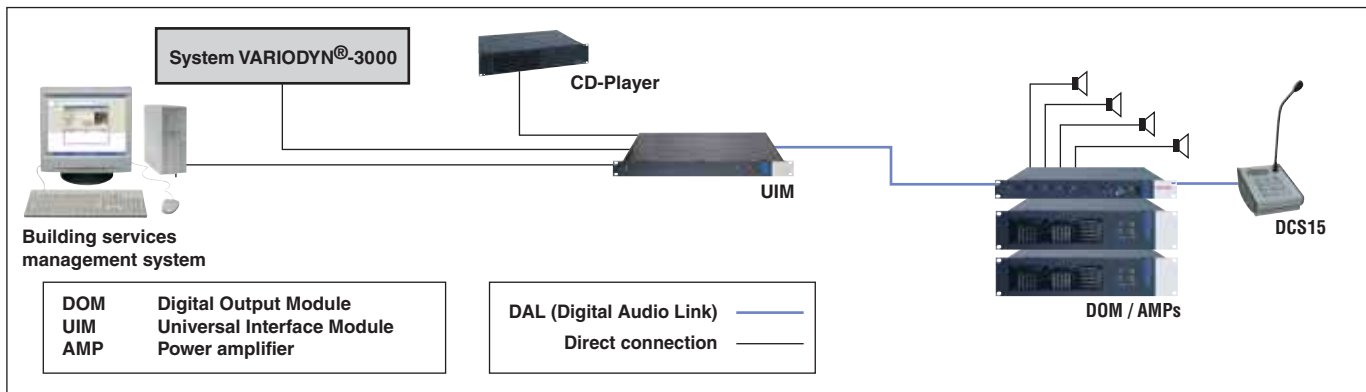 System VARIODYN®-3000
CD-Player
UIM
DCS15
Building services
management system
DOM / AMPs
DOM Digital Output Module
UIM Universal Interface Module
AMP Power amplifier
DAL (Digital Audio Link)
Direct connection